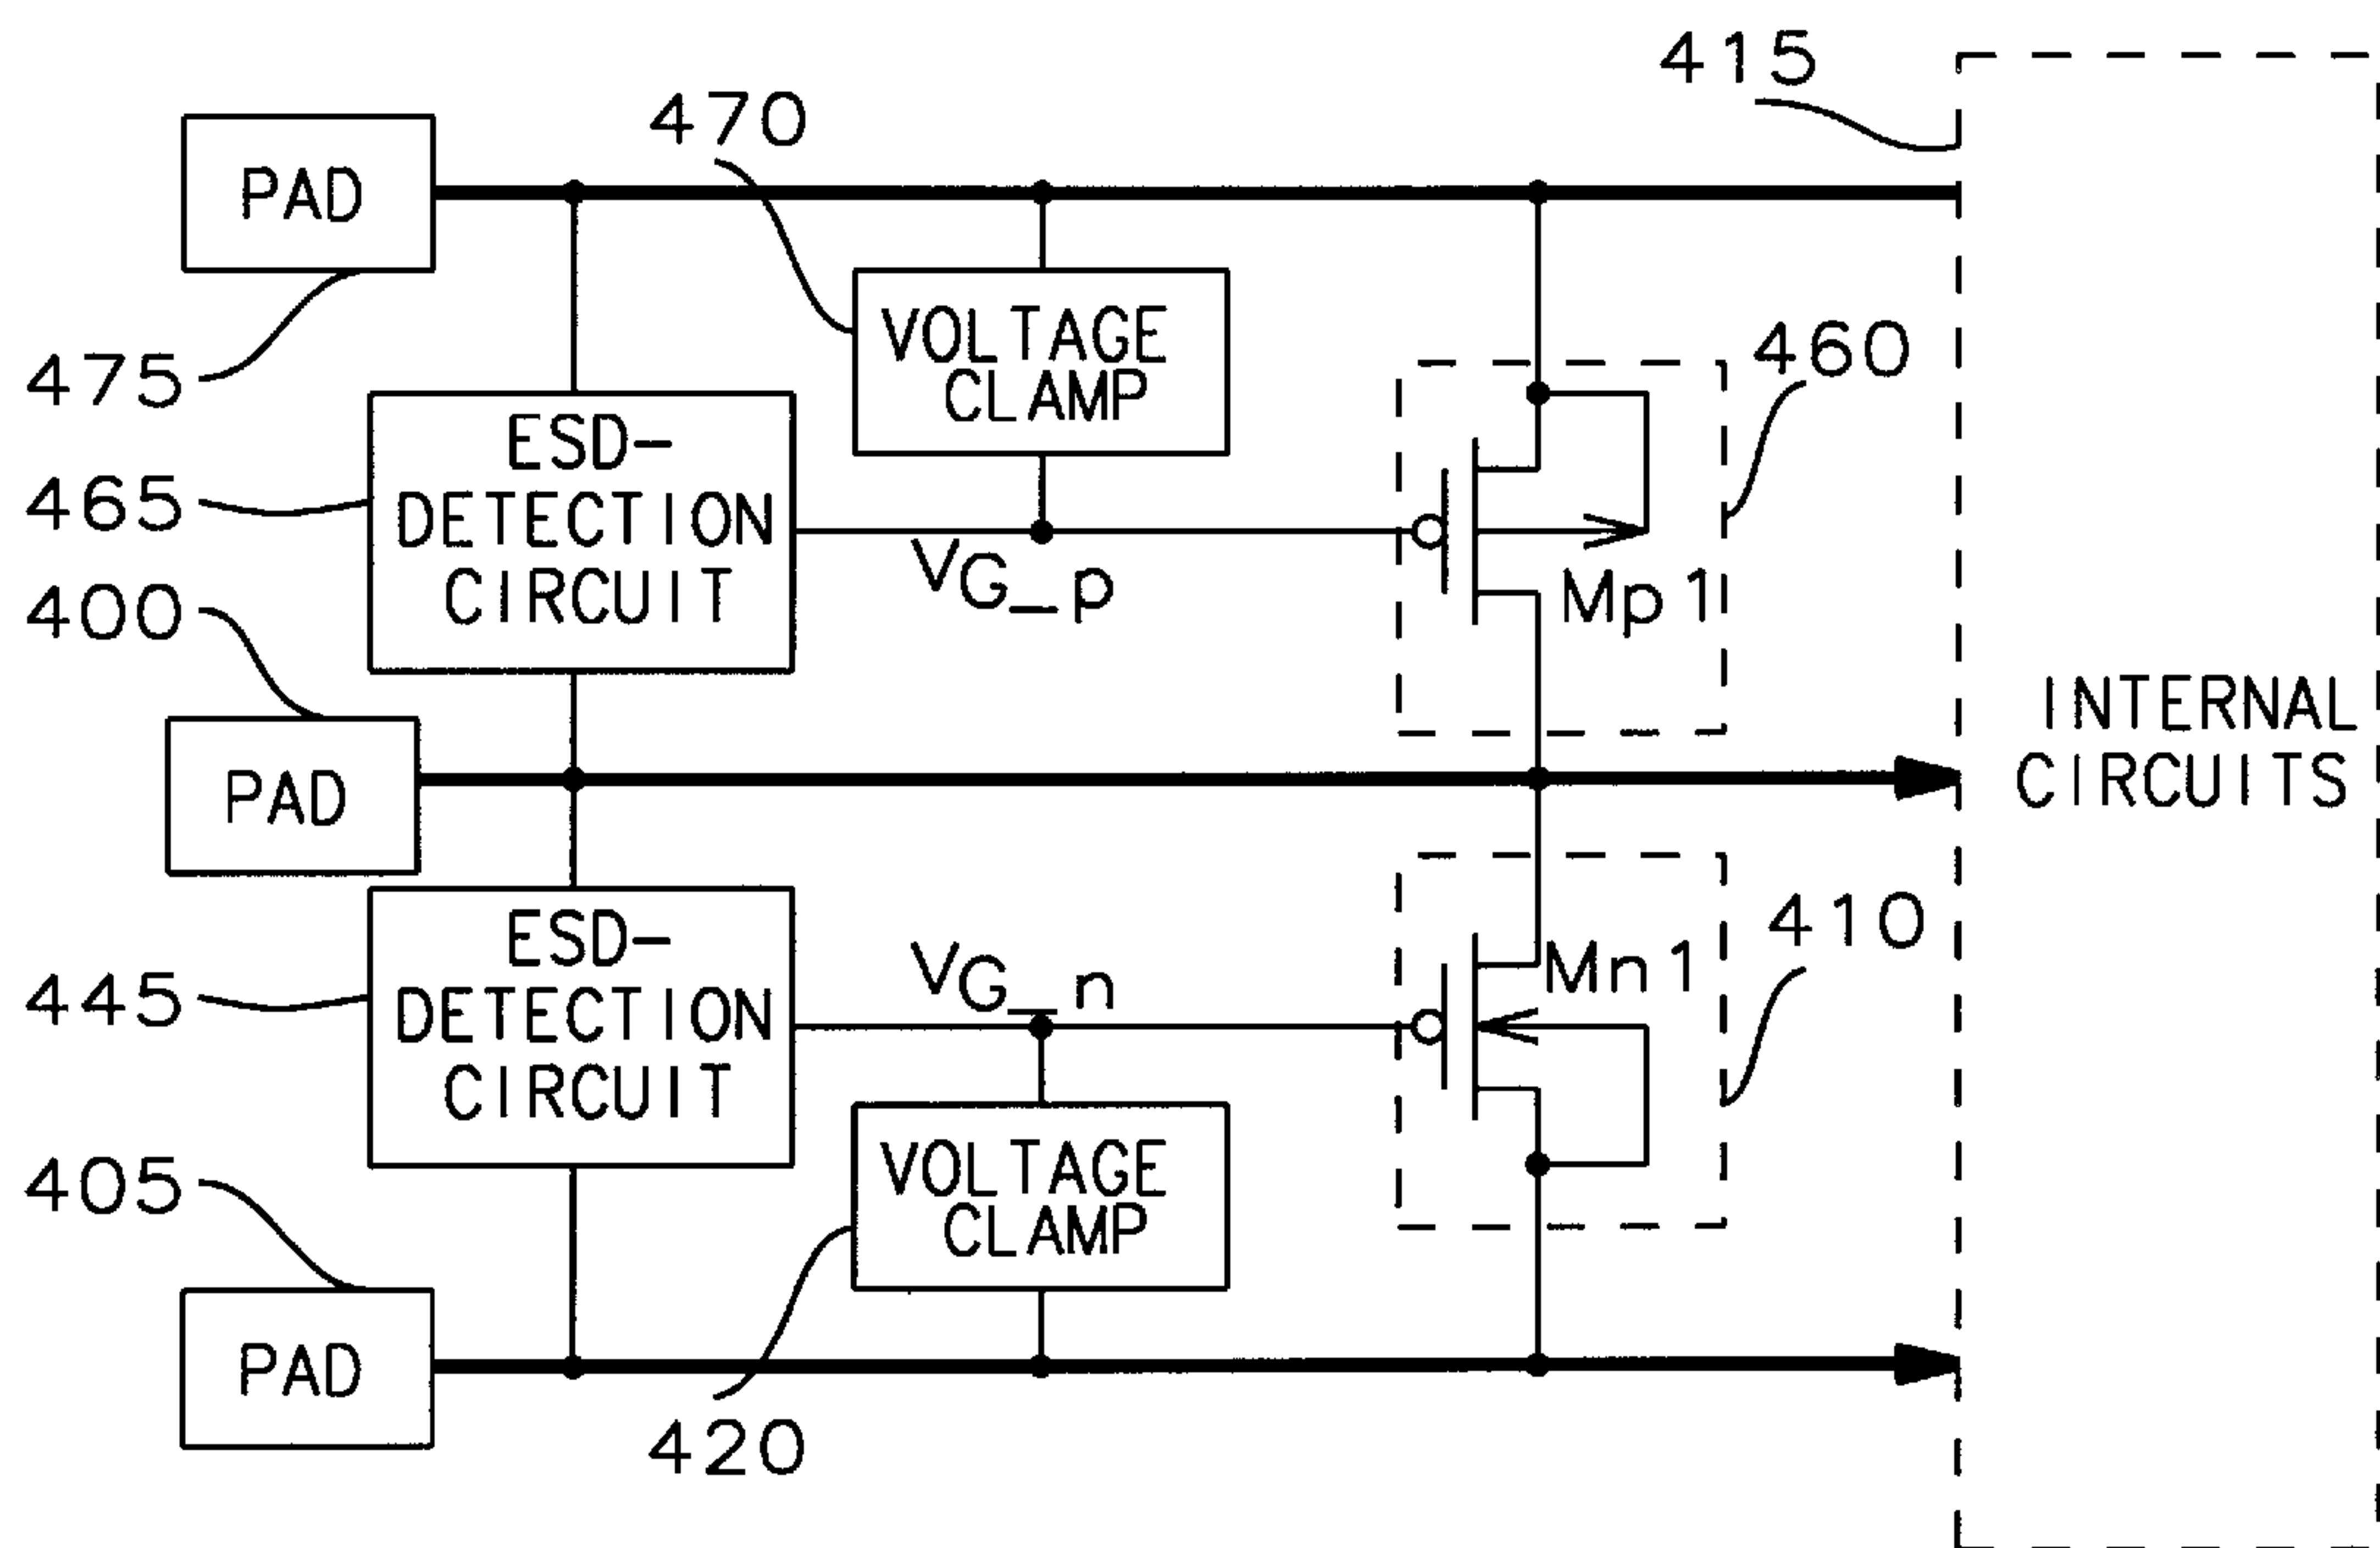 415
470
PAD
VOLTAGE
CLAMP
460
475
ESD-
DETECTION
CIRCUIT
465
VG_p
Mp1
400
INTERNAL
CIRCUITS
PAD
410
ESD-
DETECTION
CIRCUIT
VG_n
Mn1
445
VOLTAGE
CLAMP
405
PAD
420